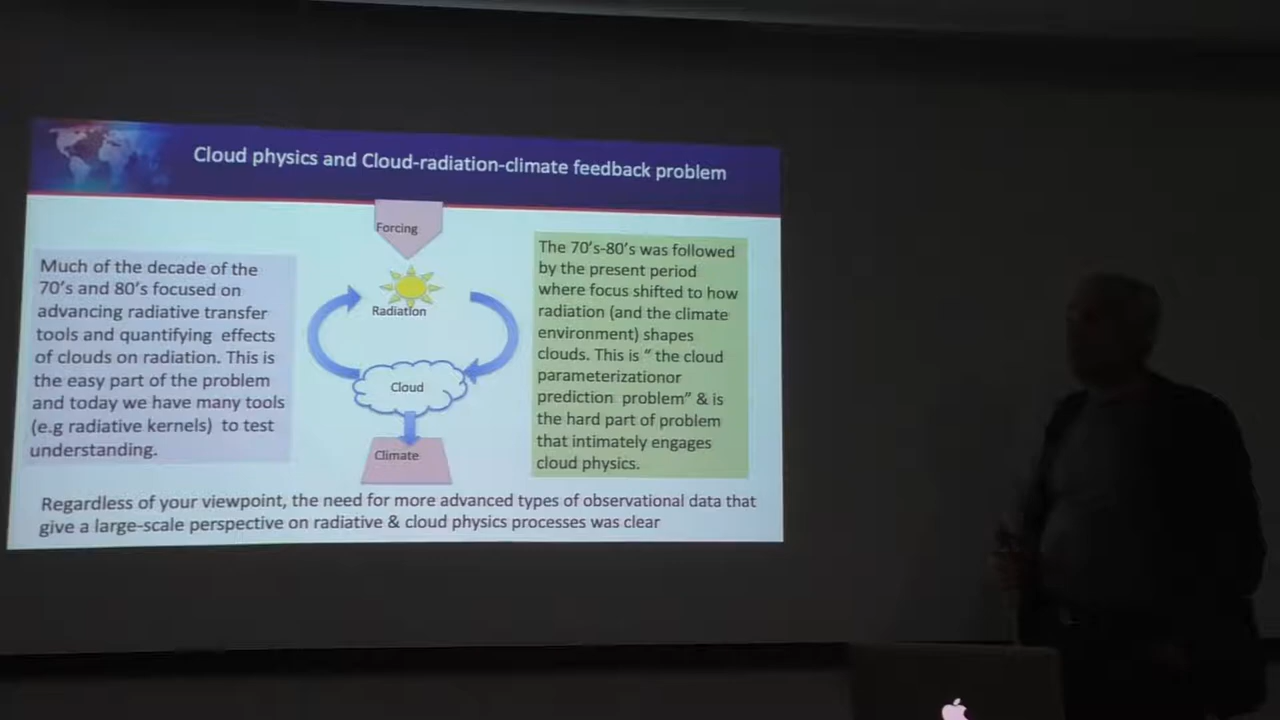 Cloud physics and Cloud-radiation-climate feedback problem
Forcing
Radiation
Cloud
Climate
Much of the decade of the
70's and 80's focused on
advancing radiative transfer
tools and quantifying effects
of clouds on radiation. This is
the easy part of the problem
and today we have many tools
(e.g radiative kernels) to test
understanding.
The 70's-80's was followed
by the present period
where focus shifted to how
radiation (and the climate
environment) shapes
clouds. This is " the cloud
parameterizationor
prediction problem" & is
the hard part of problem
that intimately engages
cloud physics.
Regardless of your viewpoint, the need for more advanced types of observational data that
give a large-scale perspective on radiative & cloud physics processes was clear